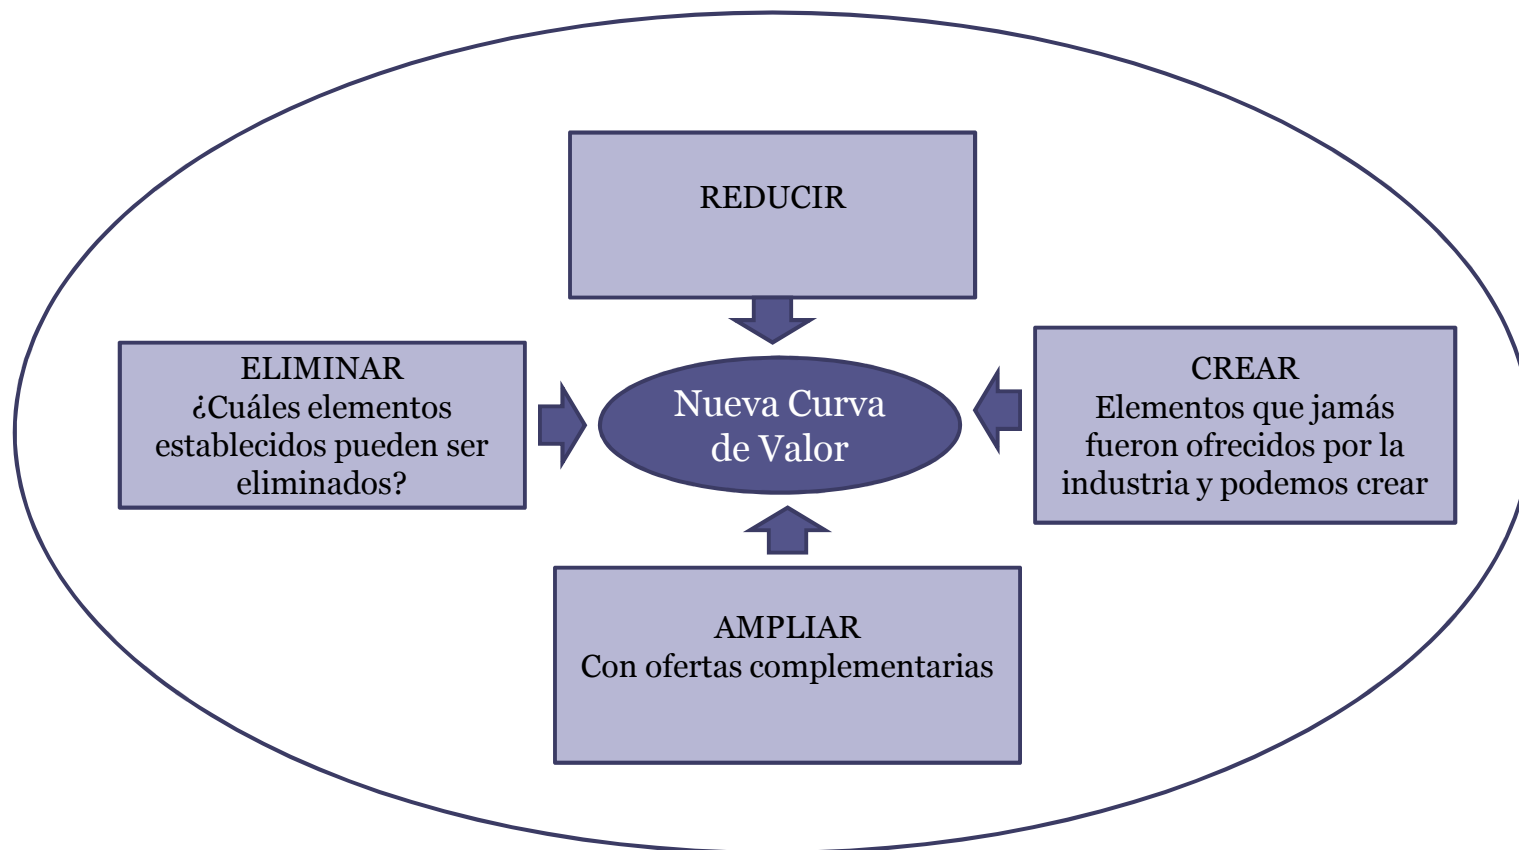 REDUCIR
ELIMINAR
¿Cuáles elementos
establecidos pueden ser
eliminados?
Nueva Curva
de Valor
CREAR
Elementos que jamás
fueron ofrecidos por la
industria y podemos crear
AMPLIAR
Con ofertas complementarias